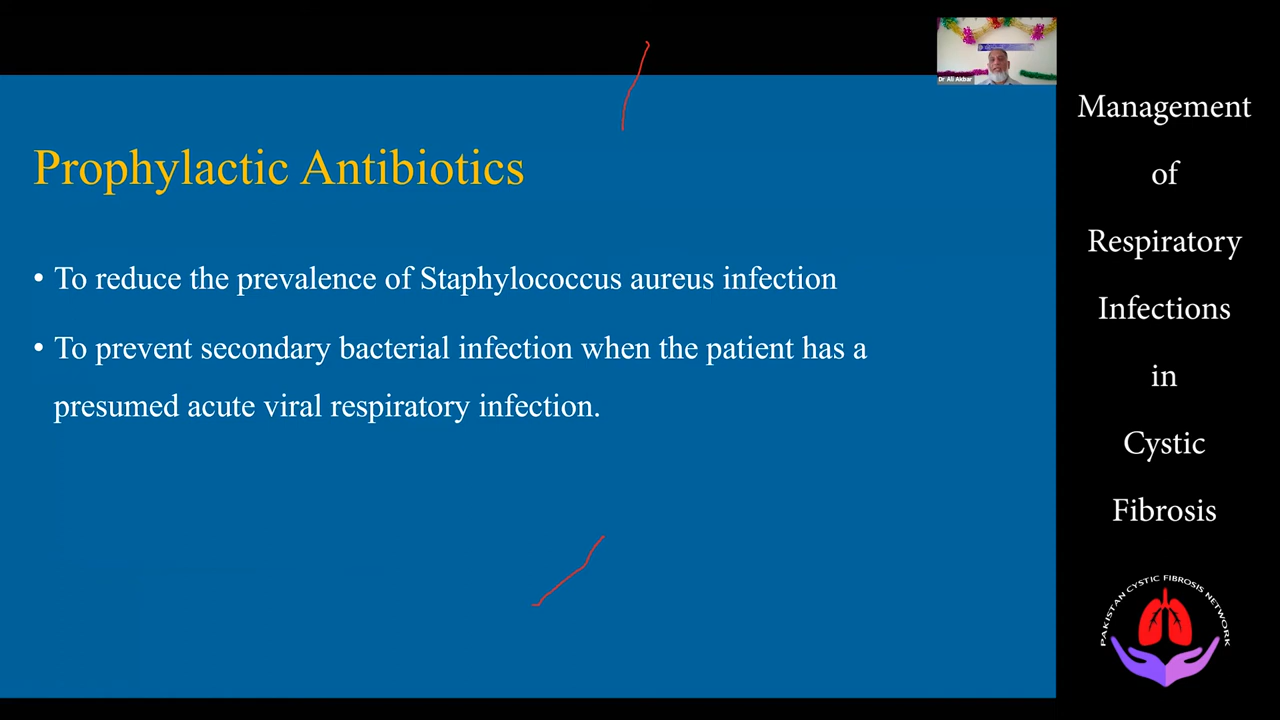 Prophylactic Antibiotics
• To reduce the prevalence of Staphylococcus aureus infection
• To prevent secondary bacterial infection when the patient has a
presumed acute viral respiratory infection.
Dr Ali Akbar
Management
of
Respiratory
Infections
in
Cystic
Fibrosis
PAKISTAN CYSTIC FIBROSIS NETWORK